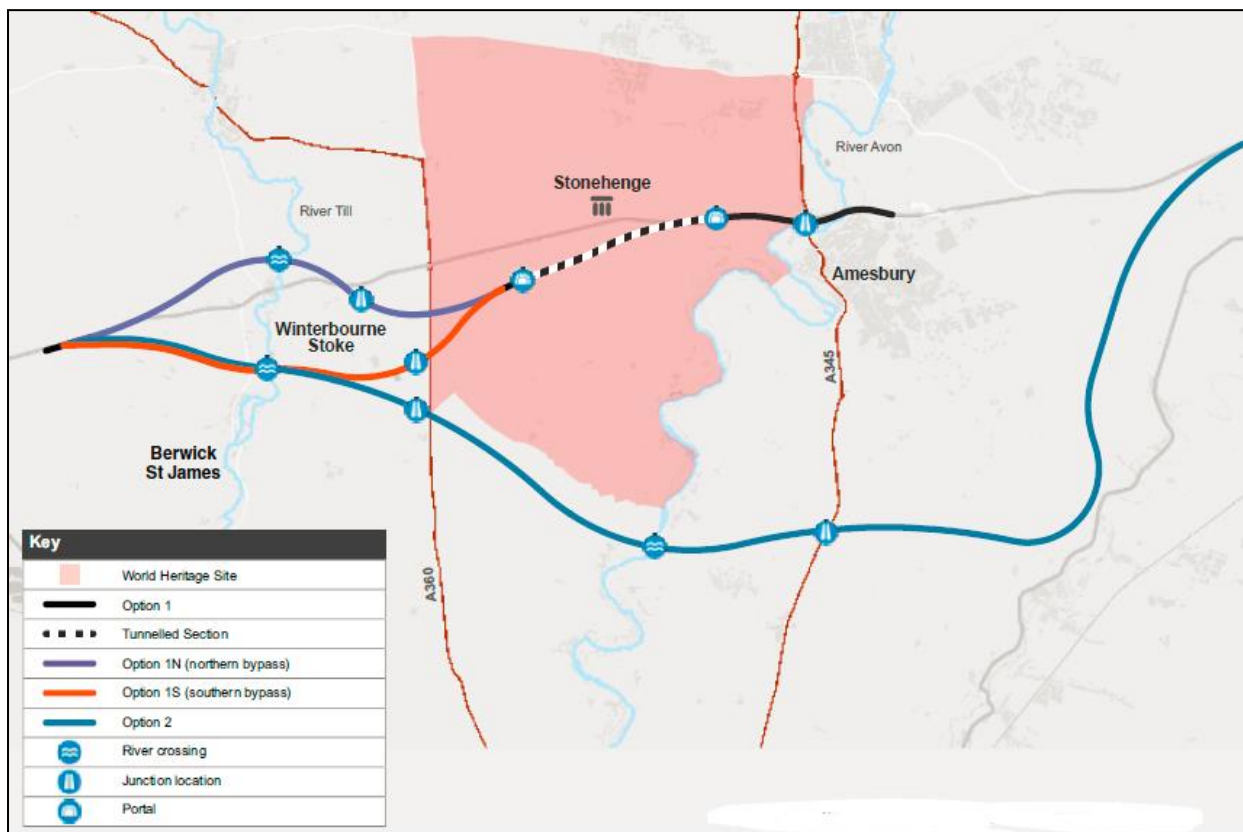 River Avon
Stonehenge
River Till
Amesbury
Winterbourne
Stoke
A345
Berwick
St James
A360
Key
World Heritage Site
Option 1
Tunnelled Section
Option 1N (northern bypass)
Option 1S (southern bypass)
Option 2
River crossing
Junction location
Portal